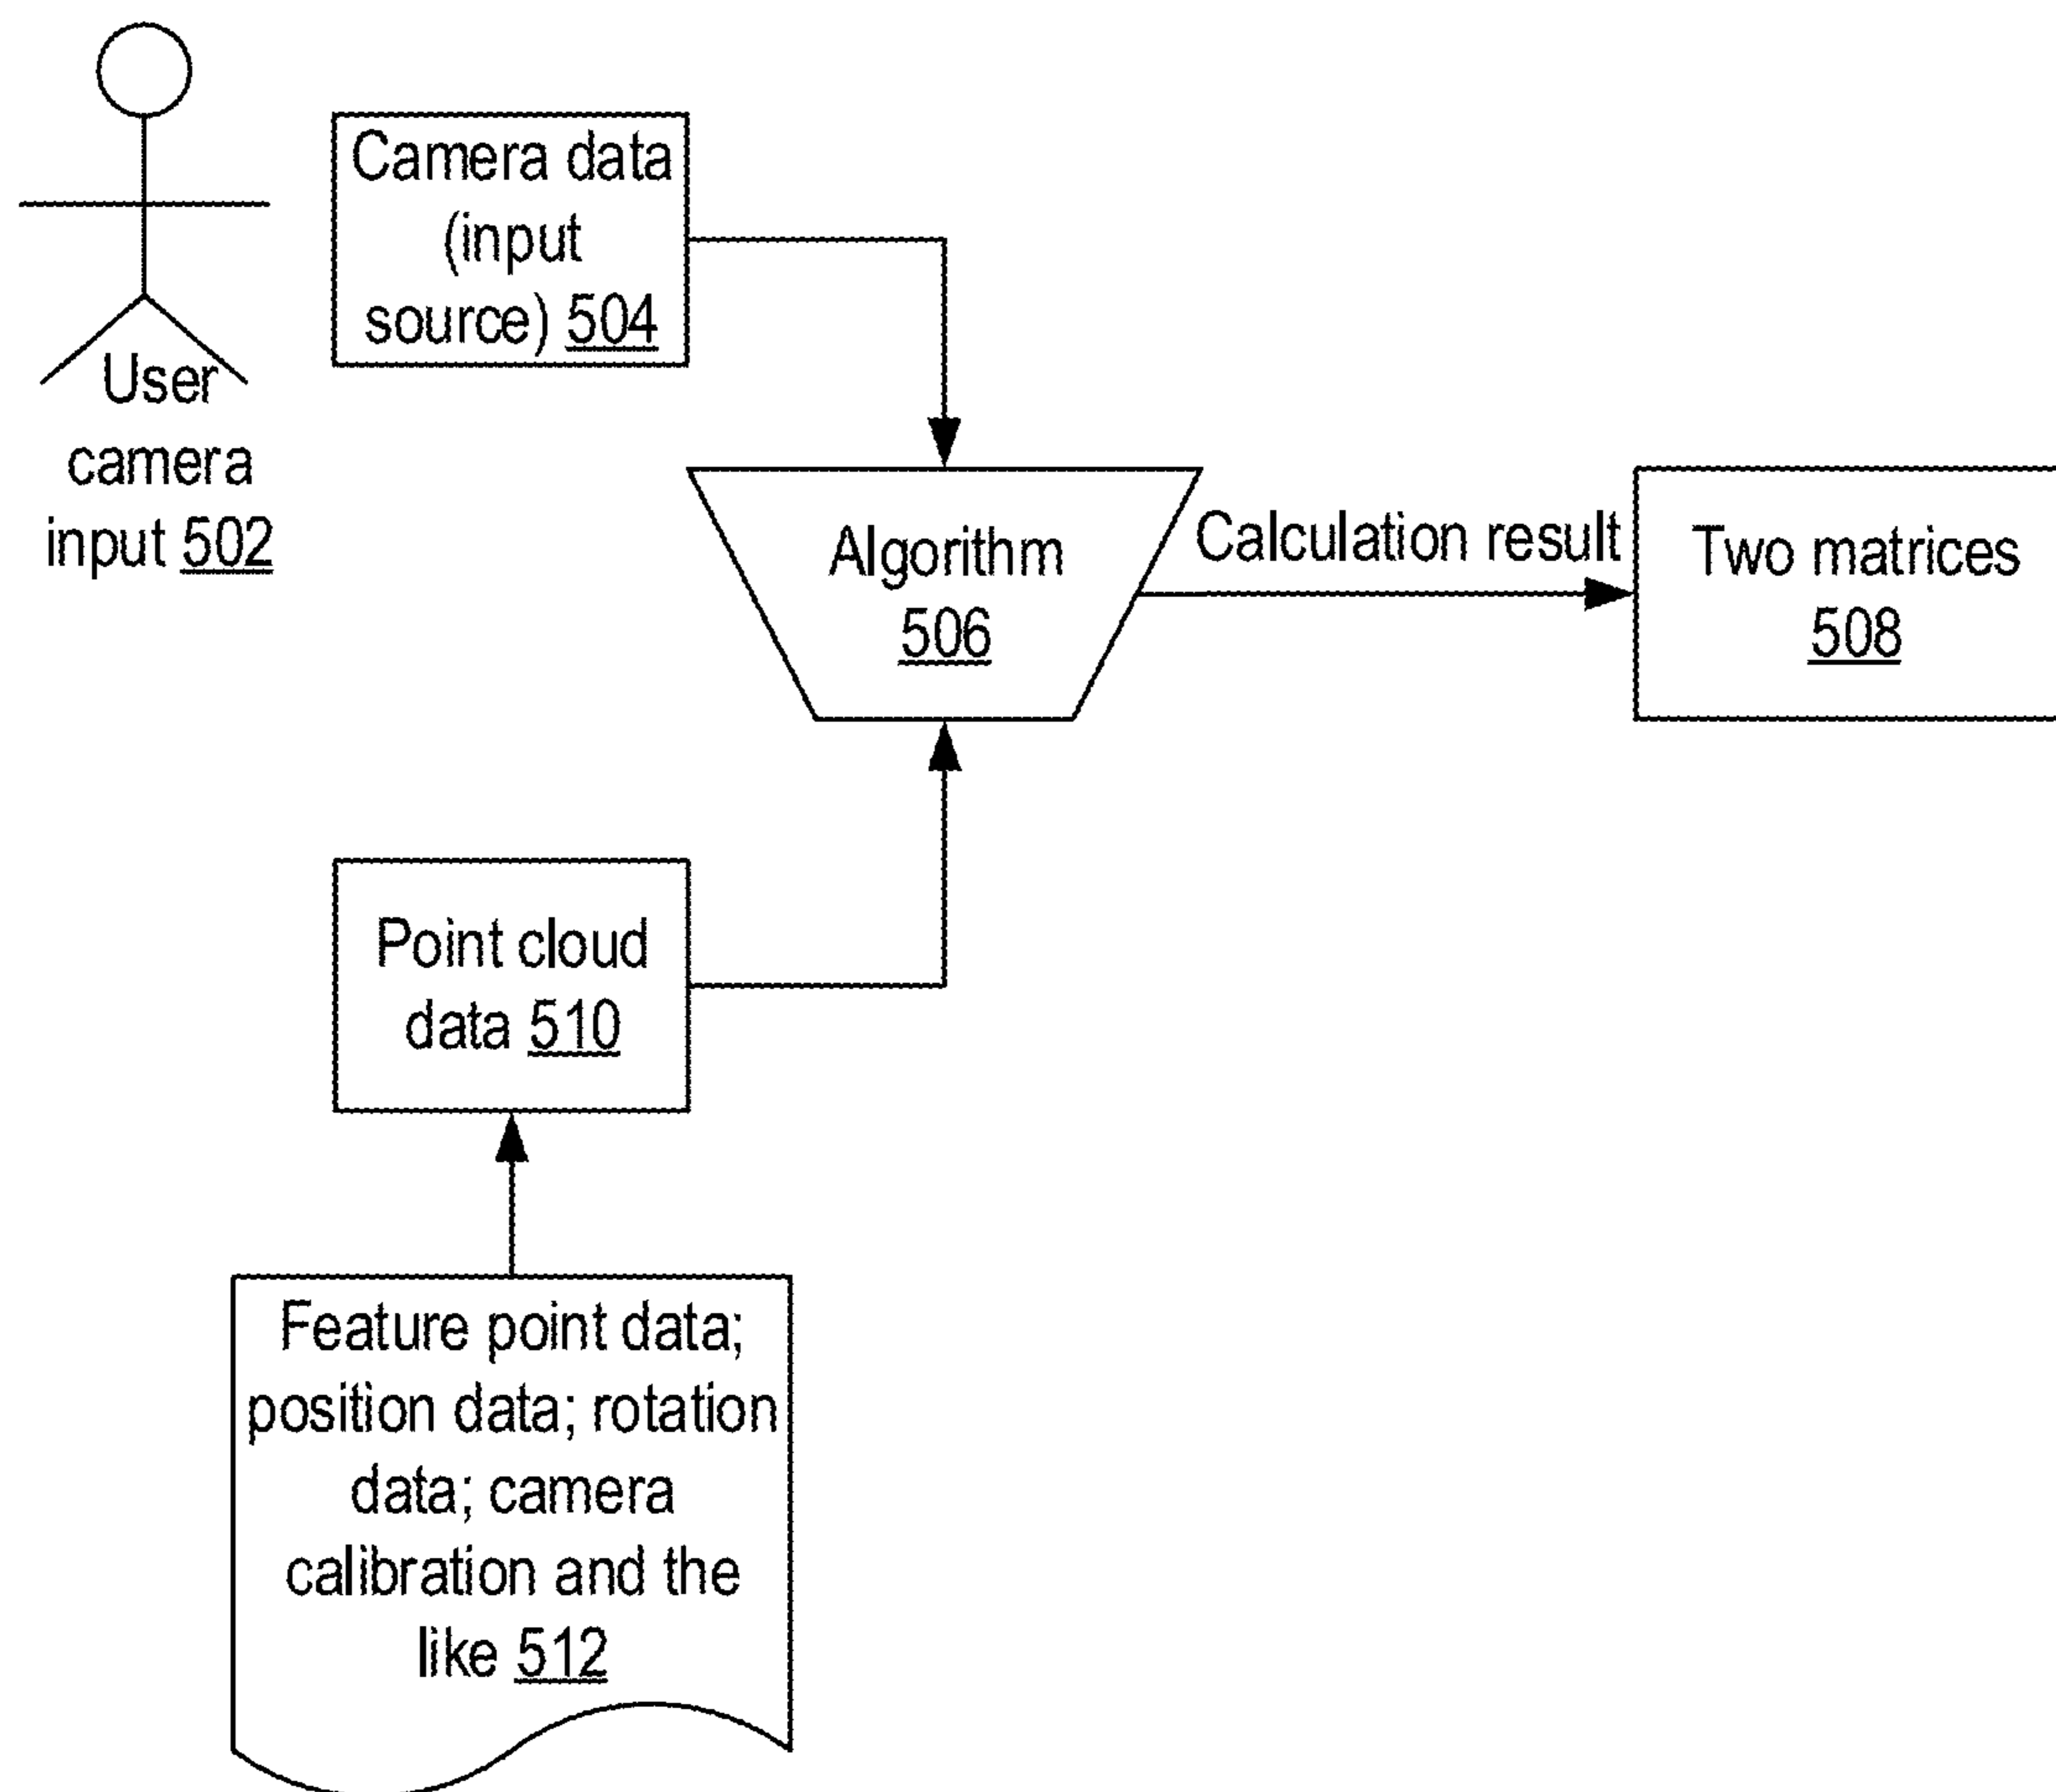 Camera data
(input
source) 504
User
camera
input 502
Algorithm
506
Calculation result
Two matrices
508
Point cloud
data 510
Feature point data;
position data; rotation
data; camera
calibration and the
like 512